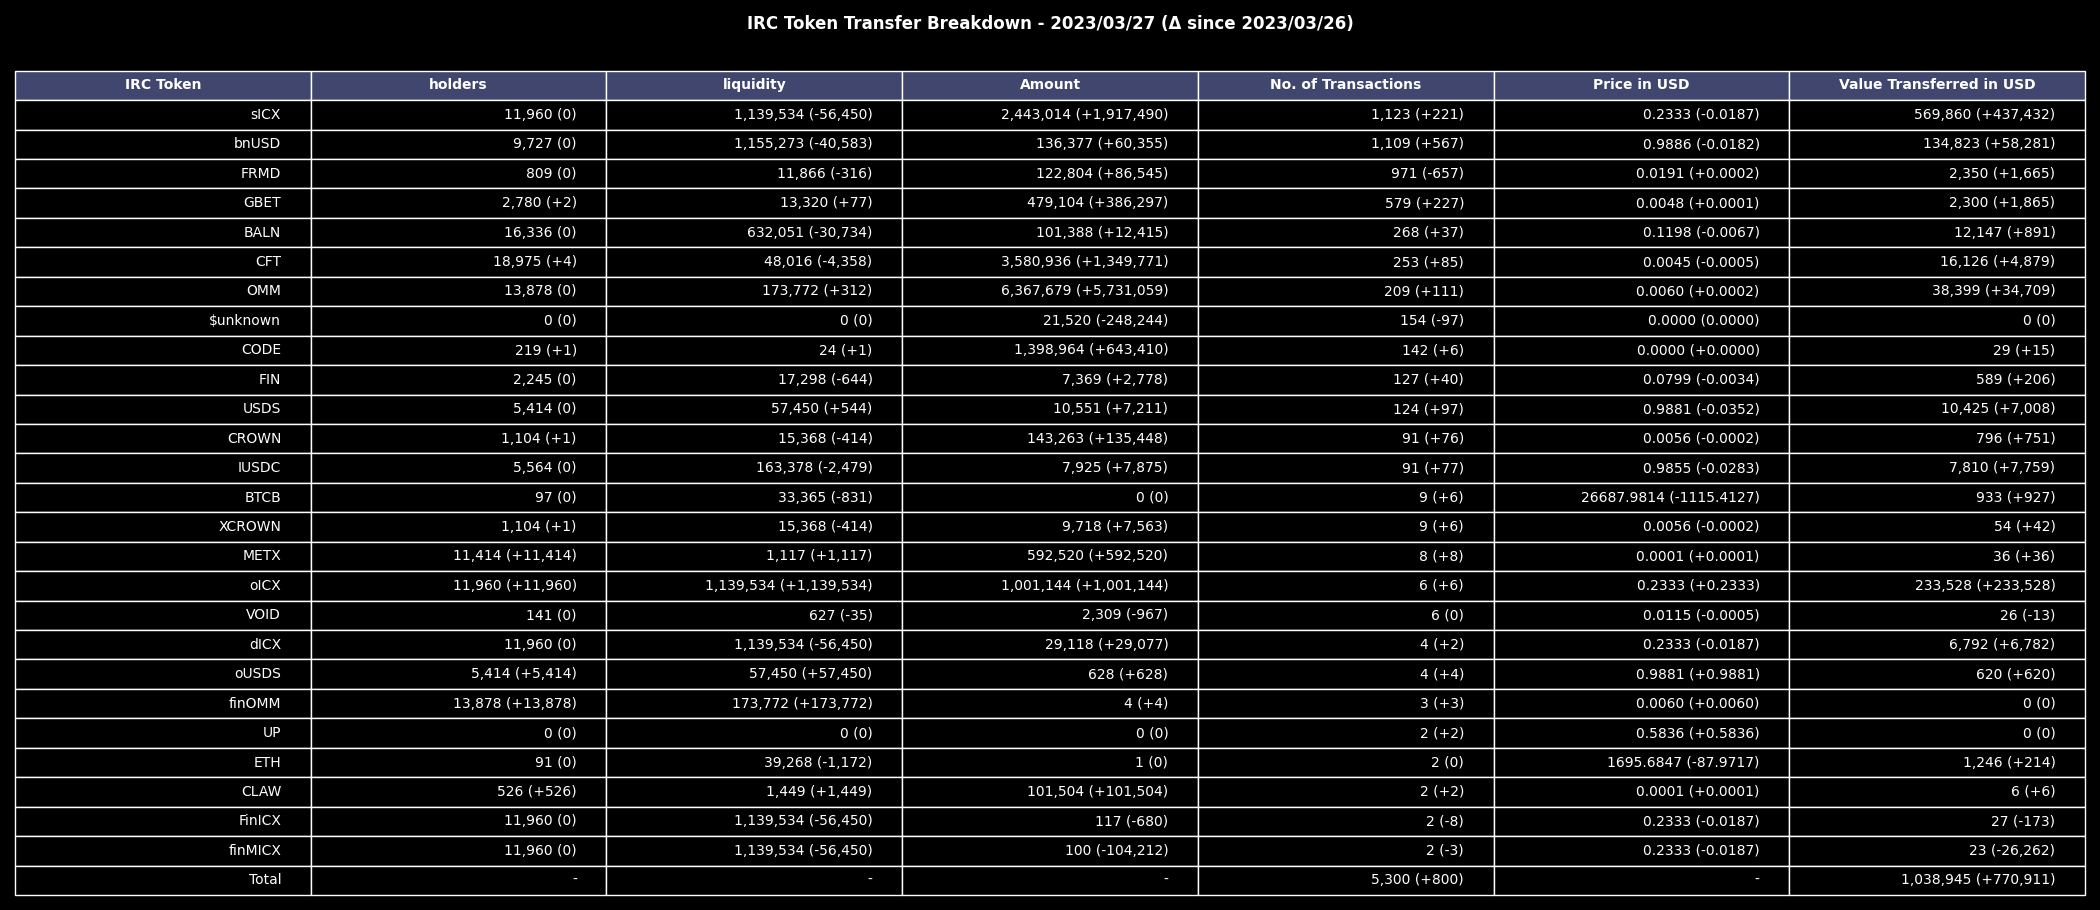 IRC Token Transfer Breakdown - 2023/03/27 (Δ since 2023/03/26)
IRC Token holders liquidity Amount No. of Transactions Price in USD Value Transferred in USD
sICX 11,960 (0) 1,139,534 (-56,450) 2,443,014 (+1,917,490) 1,123 (+221) 0.2333 (-0.0187) 569,860 (+437,432)
bnUSD 9,727 (0) 1,155,273 (-40,583) 136,377 (+60,355) 1,109 (+567) 0.9886 (-0.0182) 134,823 (+58,281)
FRMD 809 (0) 11,866 (-316) 122,804 (+86,545) 971 (-657) 0.0191 (+0.0002) 2,350 (+1,665)
GBET 2,780 (+2) 13,320 (+77) 479,104 (+386,297) 579 (+227) 0.0048 (+0.0001) 2,300 (+1,865)
BALN 16,336 (0) 632,051 (-30,734) 101,388 (+12,415) 268 (+37) 0.1198 (-0.0067) 12,147 (+891)
CFT 18,975 (+4) 48,016 (-4,358) 3,580,936 (+1,349,771) 253 (+85) 0.0045 (-0.0005) 16,126 (+4,879)
OMM 13,878 (0) 173,772 (+312) 6,367,679 (+5,731,059) 209 (+111) 0.0060 (+0.0002) 38,399 (+34,709)
$unknown 0 (0) 0 (0) 21,520 (-248,244) 154 (-97) 0.0000 (0.0000) 0 (0)
CODE 219 (+1) 24 (+1) 1,398,964 (+643,410) 142 (+6) 0.0000 (+0.0000) 29 (+15)
FIN 2,245 (0) 17,298 (-644) 7,369 (+2,778) 127 (+40) 0.0799 (-0.0034) 589 (+206)
USDS 5,414 (0) 57,450 (+544) 10,551 (+7,211) 124 (+97) 0.9881 (-0.0352) 10,425 (+7,008)
CROWN 1,104 (+1) 15,368 (-414) 143,263 (+135,448) 91 (+76) 0.0056 (-0.0002) 796 (+751)
IUSDC 5,564 (0) 163,378 (-2,479) 7,925 (+7,875) 91 (+77) 0.9855 (-0.0283) 7,810 (+7,759)
BTCB 97 (0) 33,365 (-831) 0 (0) 9 (+6) 26687.9814 (-1115.4127) 933 (+927)
XCROWN 1,104 (+1) 15,368 (-414) 9,718 (+7,563) 9 (+6) 0.0056 (-0.0002) 54 (+42)
METX 11,414 (+11,414) 1,117 (+1,117) 592,520 (+592,520) 8 (+8) 0.0001 (+0.0001) 36 (+36)
oICX 11,960 (+11,960) 1,139,534 (+1,139,534) 1,001,144 (+1,001,144) 6 (+6) 0.2333 (+0.2333) 233,528 (+233,528)
VOID 141 (0) 627 (-35) 2,309 (-967) 6 (0) 0.0115 (-0.0005) 26 (-13)
dICX 11,960 (0) 1,139,534 (-56,450) 29,118 (+29,077) 4 (+2) 0.2333 (-0.0187) 6,792 (+6,782)
oUSDS 5,414 (+5,414) 57,450 (+57,450) 628 (+628) 4 (+4) 0.9881 (+0.9881) 620 (+620)
finOMM 13,878 (+13,878) 173,772 (+173,772) 4 (+4) 3 (+3) 0.0060 (+0.0060) 0 (0)
UP 0 (0) 0 (0) 0 (0) 2 (+2) 0.5836 (+0.5836) 0 (0)
ETH 91 (0) 39,268 (-1,172) 1 (0) 2 (0) 1695.6847 (-87.9717) 1,246 (+214)
CLAW 526 (+526) 1,449 (+1,449) 101,504 (+101,504) 2 (+2) 0.0001 (+0.0001) 6 (+6)
FinICX 11,960 (0) 1,139,534 (-56,450) 117 (-680) 2 (-8) 0.2333 (-0.0187) 27 (-173)
finMICX 11,960 (0) 1,139,534 (-56,450) 100 (-104,212) 2 (-3) 0.2333 (-0.0187) 23 (-26,262)
Total - - - 5,300 (+800) - 1,038,945 (+770,911)